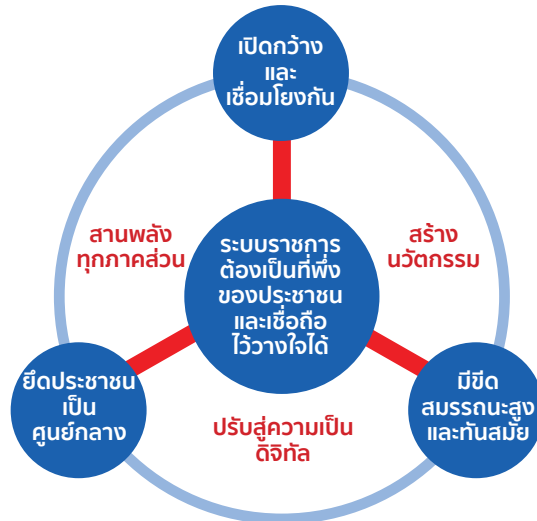 เปิดกว้าง
และ
เชื่อมโยงกัน
สานพลัง
ทุกภาคส่วน
สร้าง
นวัตกรรม
ระบบราชการ
ต้องเป็นที่พึ่ง
ของประชาชน
และเชื่อถือ
ไว้วางใจได้
ยึดประชาชน
เป็น
ศูนย์กลาง
มีขีด
สมรรถนะสูง
และทันสมัย
ปรับสู่ความเป็น
ดิจิทัล